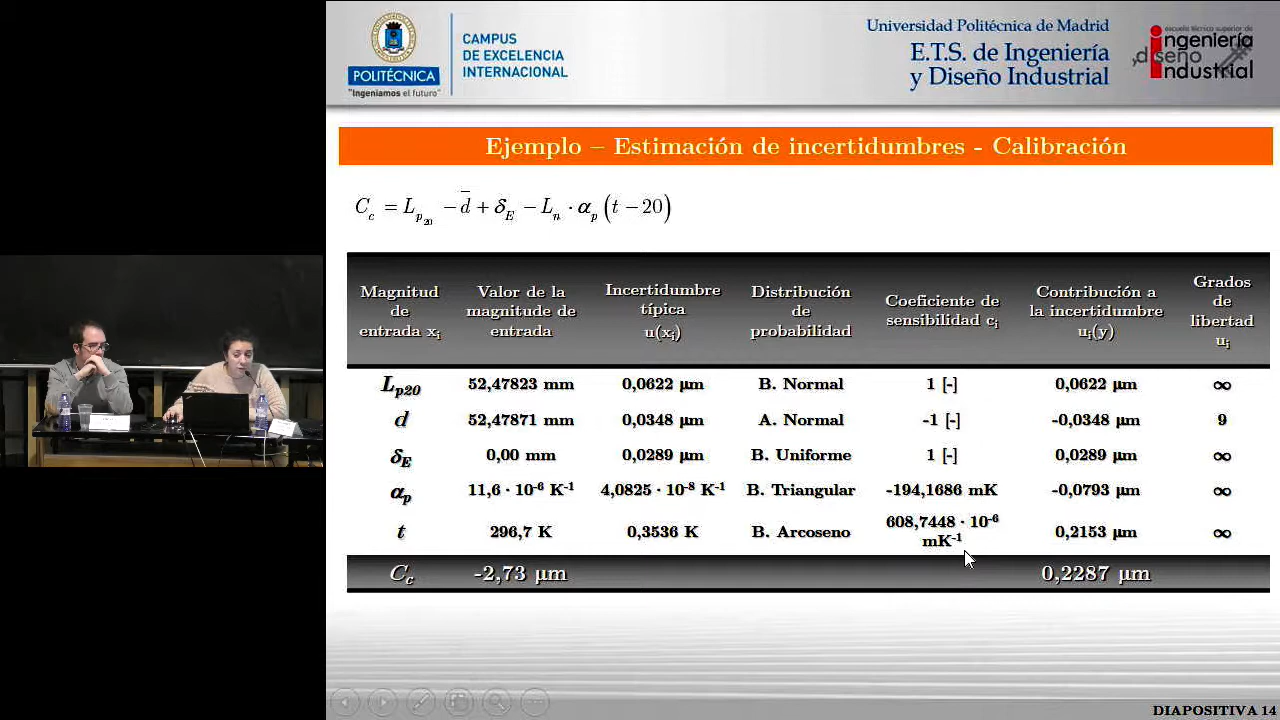 POLITÉCNICA
"Ingeniamos el futuro"
CAMPUS
DE EXCELENCIA
INTERNACIONAL
Universidad Politécnica de Madrid
E.T.S. de Ingeniería
y Diseño Industrial
escuela técnica superior de
ingeniería
diseño
industrial
Ejemplo – Estimación de incertidumbres - Calibración
C_c = L_p20 − d̅ + δ_E − L_n · α_p (t − 20)
Magnitud de entrada x_i | Valor de la magnitud de entrada | Incertidumbre típica u(x_i) | Distribución de probabilidad | Coeficiente de sensibilidad c_i | Contribución a la incertidumbre u_i(y) | Grados de libertad υ_i
L_p20 | 52,47823 mm | 0,0622 µm | B. Normal | 1 [-] | 0,0622 µm | ∞
d | 52,47871 mm | 0,0348 µm | A. Normal | -1 [-] | -0,0348 µm | 9
δ_E | 0,00 mm | 0,0289 µm | B. Uniforme | 1 [-] | 0,0289 µm | ∞
α_p | 11,6 · 10⁻⁶ K⁻¹ | 4,0825 · 10⁻⁸ K⁻¹ | B. Triangular | -194,1686 mK | -0,0793 µm | ∞
t | 296,7 K | 0,3536 K | B. Arcoseno | 608,7448 · 10⁻⁶ mK⁻¹ | 0,2153 µm | ∞
C_c | -2,73 µm | 0,2287 µm
DIAPOSITIVA 14